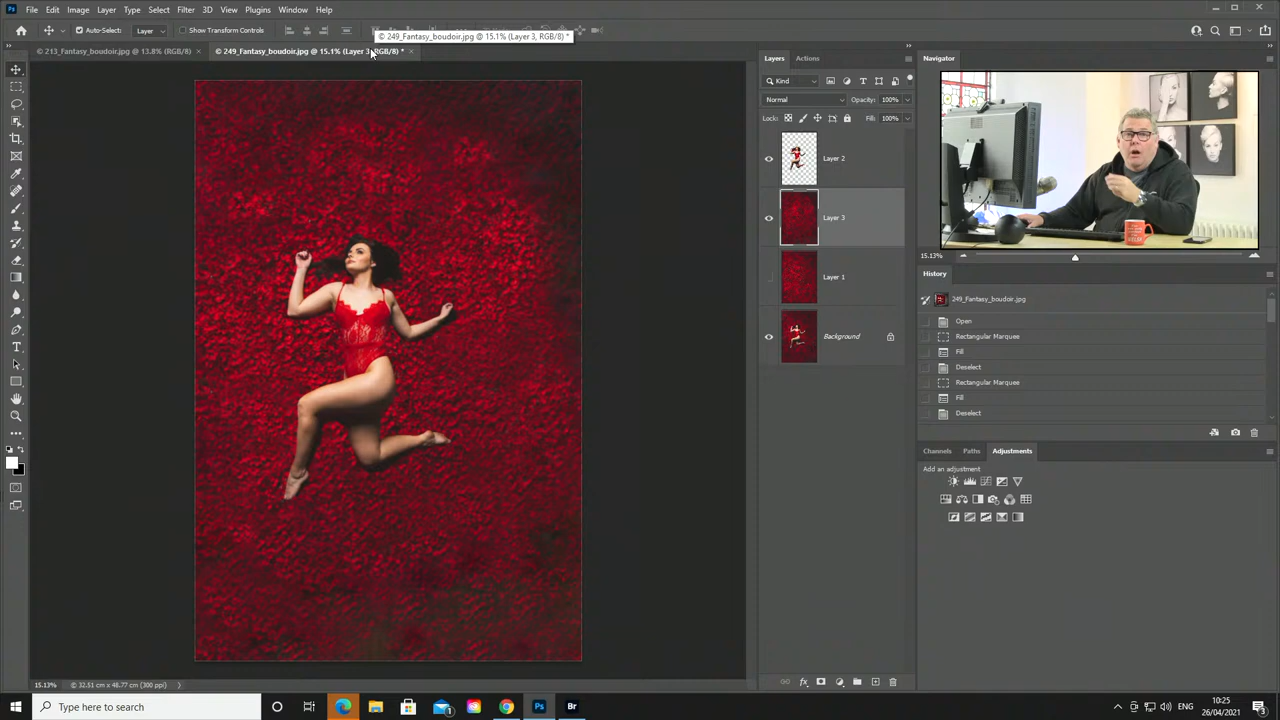 Ps File Edit Image Layer Type Select Filter 3D View Plugins Window Help
Auto-Select: Layer Show Transform Controls
© 249_Fantasy_boudoir.jpg @ 15.1% (Layer 3, RGB/8) *
© 213_Fantasy_boudoir.jpg @ 13.8% (RGB/8) × © 249_Fantasy_boudoir.jpg @ 15.1% (Layer 3, RGB/8) * ×
Layers Actions
Kind
Normal Opacity: 100%
Lock: Fill: 100%
Layer 2
Layer 3
Layer 1
Background
Navigator
15.13%
History
249_Fantasy_boudoir.jpg
Open
Rectangular Marquee
Fill
Deselect
Rectangular Marquee
Fill
Deselect
Channels Paths Adjustments
Add an adjustment
15.13% 32.51 cm x 48.77 cm (300 ppi)
Type here to search
Ps Br
ENG
10:25
26/04/2021